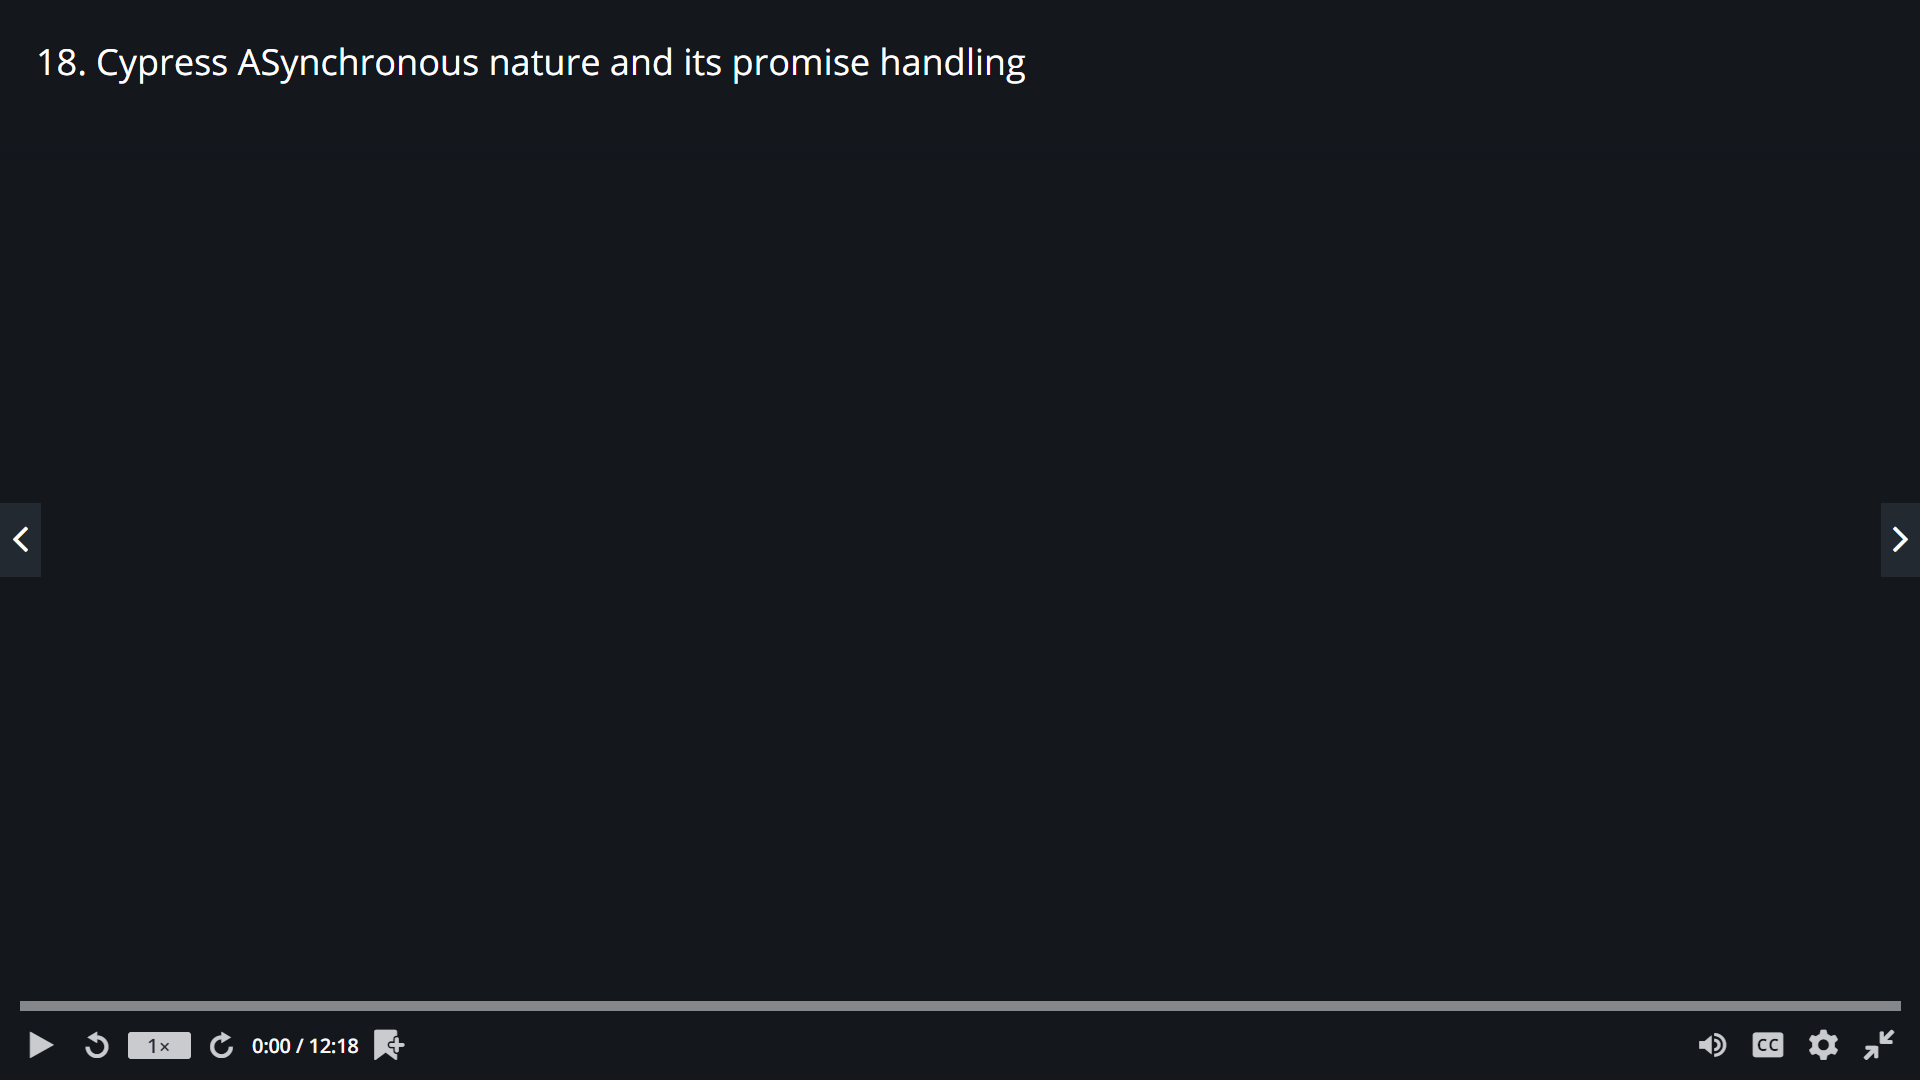 18. Cypress ASynchronous nature and its promise handling
1×
0:00 / 12:18
CC